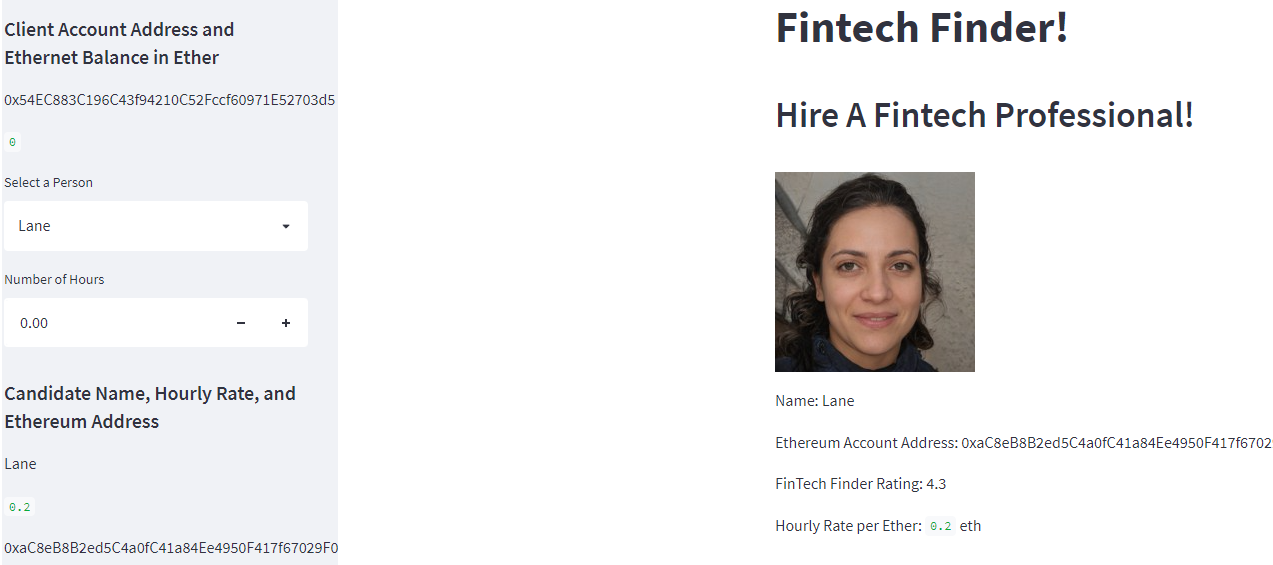 Client Account Address and
Ethernet Balance in Ether
0x54EC883C196C43f94210C52Fccf60971E52703d5
0
Select a Person
Lane
Number of Hours
0.00
Candidate Name, Hourly Rate, and
Ethereum Address
Lane
0.2
0xaC8eB8B2ed5C4a0fC41a84Ee4950F417f67029F0
Fintech Finder!
Hire A Fintech Professional!
Name: Lane
Ethereum Account Address: 0xaC8eB8B2ed5C4a0fC41a84Ee4950F417f6702
FinTech Finder Rating: 4.3
Hourly Rate per Ether: 0.2 eth